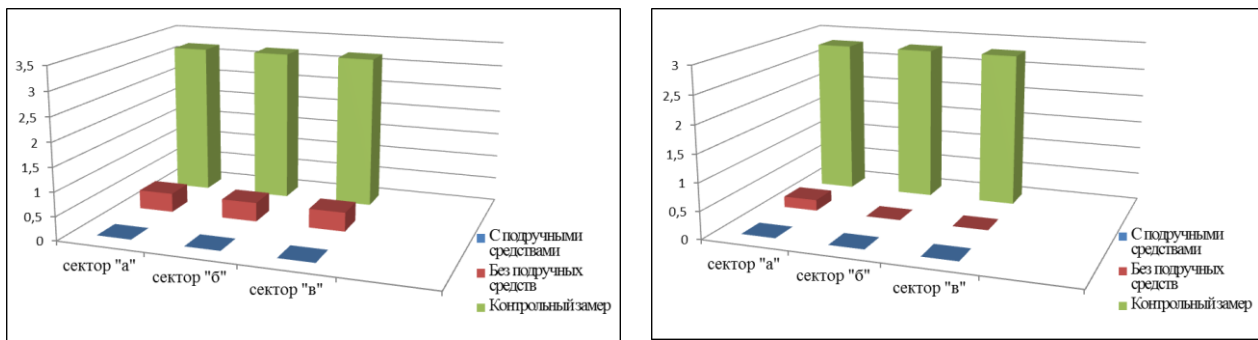 3,5
3
2,5
2
1,5
1
0,5
0
сектор "а"
сектор "б"
сектор "в"
С подручными
средствами
Без подручных
средств
Контрольный замер
3
2,5
2
1,5
1
0,5
0
сектор "а"
сектор "б"
сектор "в"
С подручными
средствами
Без подручных
средств
Контрольный замер